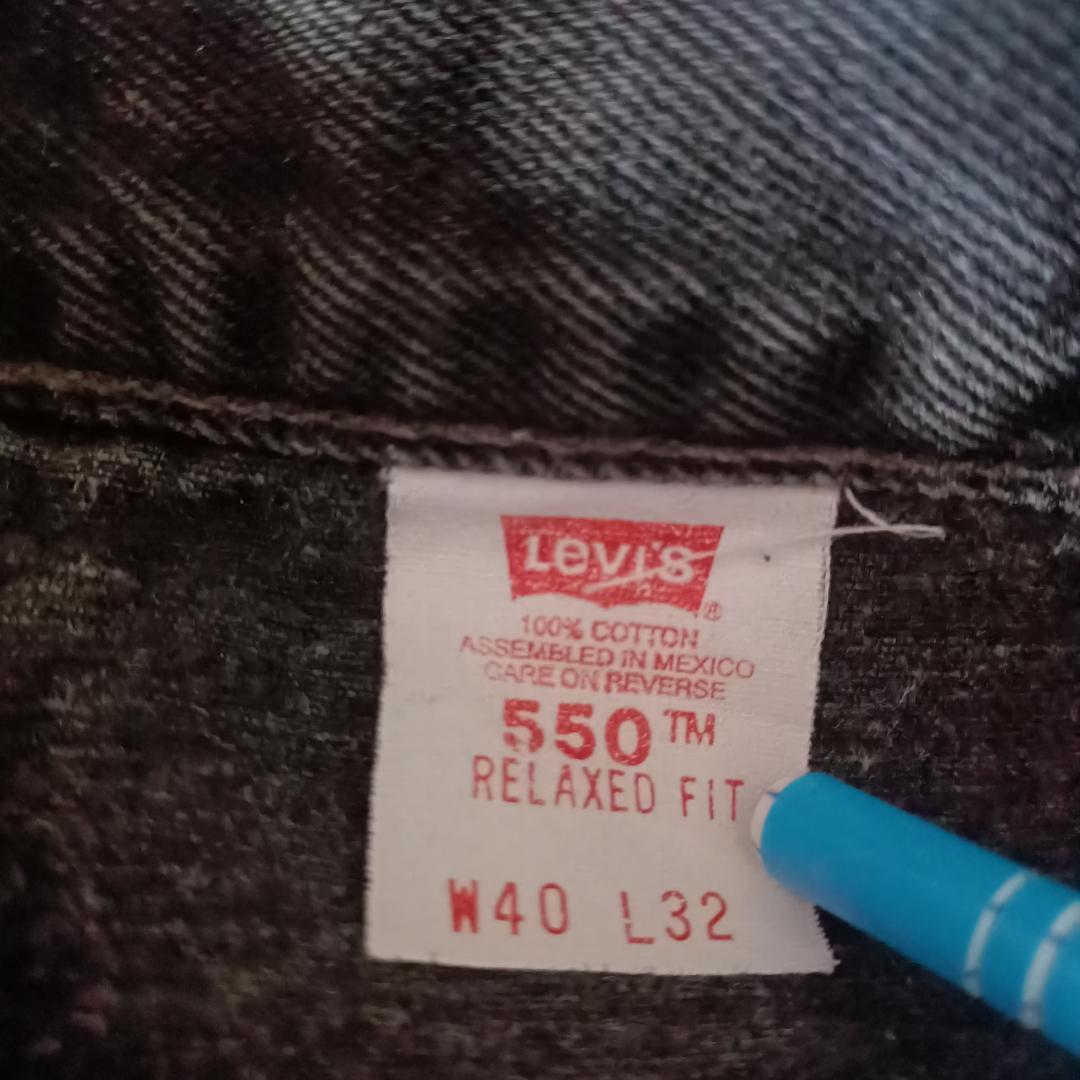 Levi's ®
100% COTTON
ASSEMBLED IN MEXICO
CARE ON REVERSE
550™
RELAXED FIT
W40 L32